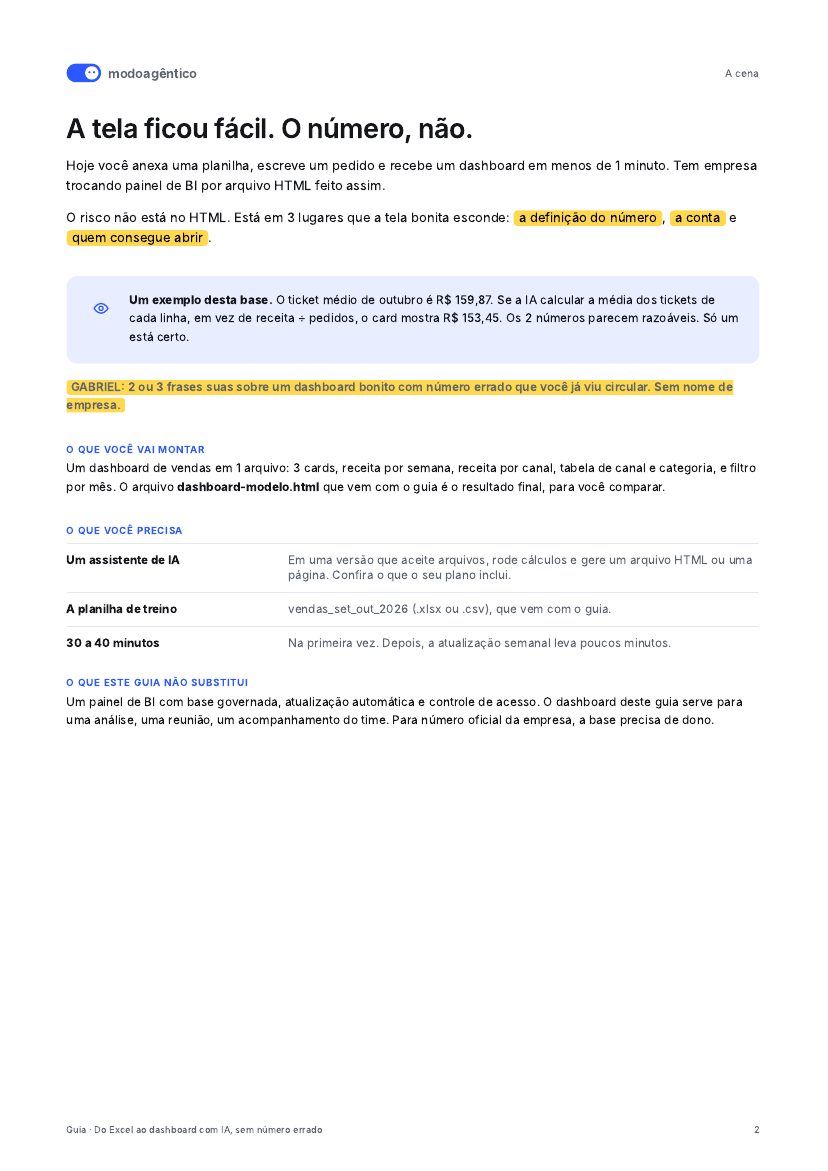 modoagêntico
A cena
A tela ficou fácil. O número, não.
Hoje você anexa uma planilha, escreve um pedido e recebe um dashboard em menos de 1 minuto. Tem empresa
trocando painel de BI por arquivo HTML feito assim.
O risco não está no HTML. Está em 3 lugares que a tela bonita esconde: a definição do número , a conta e
quem consegue abrir .
Um exemplo desta base. O ticket médio de outubro é R$ 159,87. Se a IA calcular a média dos tickets de
cada linha, em vez de receita ÷ pedidos, o card mostra R$ 153,45. Os 2 números parecem razoáveis. Só um
está certo.
GABRIEL: 2 ou 3 frases suas sobre um dashboard bonito com número errado que você já viu circular. Sem nome de
empresa.
O QUE VOCÊ VAI MONTAR
Um dashboard de vendas em 1 arquivo: 3 cards, receita por semana, receita por canal, tabela de canal e categoria, e filtro
por mês. O arquivo dashboard-modelo.html que vem com o guia é o resultado final, para você comparar.
O QUE VOCÊ PRECISA
Um assistente de IA
Em uma versão que aceite arquivos, rode cálculos e gere um arquivo HTML ou uma
página. Confira o que o seu plano inclui.
A planilha de treino
vendas_set_out_2026 (.xlsx ou .csv), que vem com o guia.
30 a 40 minutos
Na primeira vez. Depois, a atualização semanal leva poucos minutos.
O QUE ESTE GUIA NÃO SUBSTITUI
Um painel de BI com base governada, atualização automática e controle de acesso. O dashboard deste guia serve para
uma análise, uma reunião, um acompanhamento do time. Para número oficial da empresa, a base precisa de dono.
Guia · Do Excel ao dashboard com IA, sem número errado
2